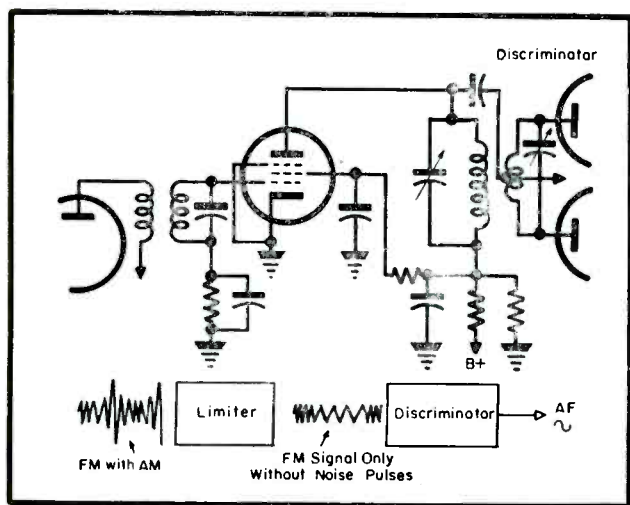 Discriminator
B+
Limiter
Discriminator
AF
FM with AM
FM Signal Only
Without Noise Pulses